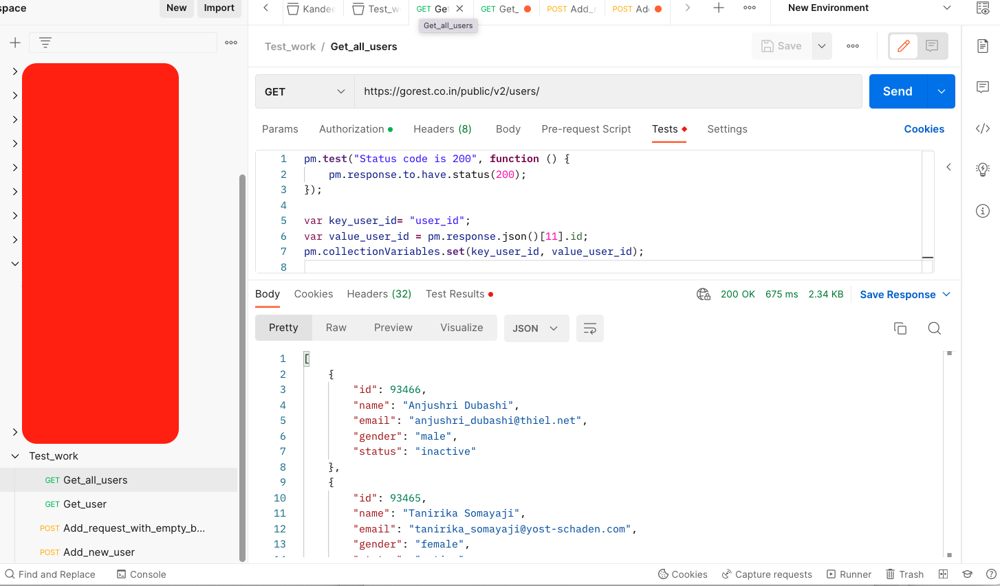 space
New
Import
Kande
Test_w
GET Ge
GET Get_
POST Add_
POST Ad
New Environment
Get_all_users
Test_work / Get_all_users
Save
GET
https://gorest.co.in/public/v2/users/
Send
Params
Authorization
Headers (8)
Body
Pre-request Script
Tests
Settings
Cookies
1 pm.test("Status code is 200", function () {
2 pm.response.to.have.status(200);
3 });
4
5 var key_user_id= "user_id";
6 var value_user_id = pm.response.json()[11].id;
7 pm.collectionVariables.set(key_user_id, value_user_id);
8
Body
Cookies
Headers (32)
Test Results
200 OK
675 ms
2.34 KB
Save Response
Pretty
Raw
Preview
Visualize
JSON
1 [
2 {
3 "id": 93466,
4 "name": "Anjushri Dubashi",
5 "email": "anjushri_dubashi@thiel.net",
6 "gender": "male",
7 "status": "inactive"
8 },
9 {
10 "id": 93465,
11 "name": "Tanirika Somayaji",
12 "email": "tanirika_somayaji@yost-schaden.com",
13 "gender": "female",
Test_work
GET Get_all_users
GET Get_user
POST Add_request_with_empty_b...
POST Add_new_user
Find and Replace
Console
Cookies
Capture requests
Runner
Trash